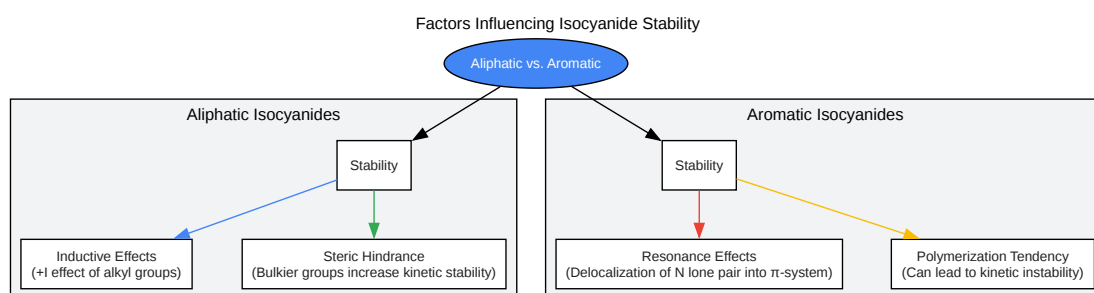 Factors Influencing Isocyanide Stability
Aliphatic vs. Aromatic
Aliphatic Isocyanides
Aromatic Isocyanides
Stability
Stability
Inductive Effects
(+I effect of alkyl groups)
Steric Hindrance
(Bulkier groups increase kinetic stability)
Resonance Effects
(Delocalization of N lone pair into π-system)
Polymerization Tendency
(Can lead to kinetic instability)